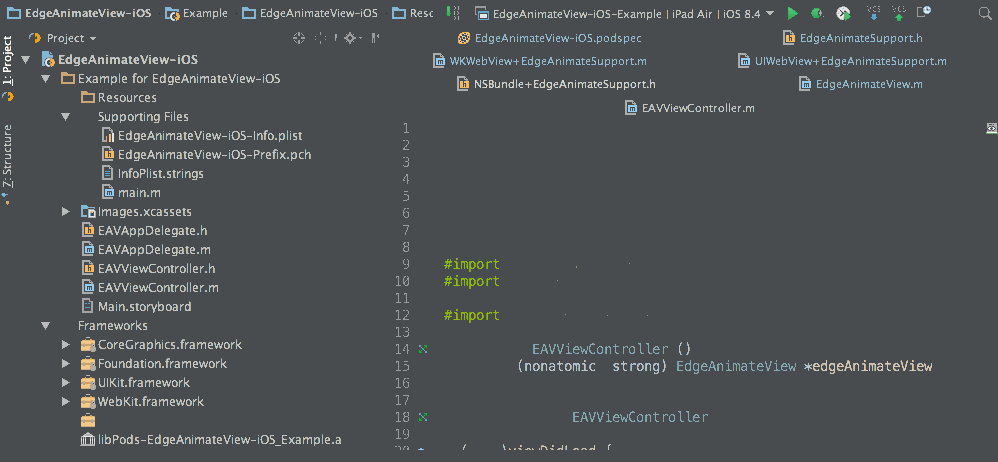 EdgeAnimateView-iOS Example EdgeAnimateView-iOS Resc EdgeAnimateView-iOS-Example | iPad Air | iOS 8.4 VCS VCS
1: Project
Z: Structure
Project
EdgeAnimateView-iOS
Example for EdgeAnimateView-iOS
Resources
Supporting Files
EdgeAnimateView-iOS-Info.plist
EdgeAnimateView-iOS-Prefix.pch
InfoPlist.strings
main.m
Images.xcassets
EAVAppDelegate.h
EAVAppDelegate.m
EAVViewController.h
EAVViewController.m
Main.storyboard
Frameworks
CoreGraphics.framework
Foundation.framework
UIKit.framework
WebKit.framework
libPods-EdgeAnimateView-iOS_Example.a
EdgeAnimateView-iOS.podspec EdgeAnimateSupport.h
WKWebView+EdgeAnimateSupport.m UIWebView+EdgeAnimateSupport.m
NSBundle+EdgeAnimateSupport.h EdgeAnimateView.m
EAVViewController.m
1
2
3
4
5
6
7
8
9 #import
10 #import
11
12 #import
13
14 EAVViewController ()
15 (nonatomic strong) EdgeAnimateView *edgeAnimateView
16
17
18 EAVViewController
19